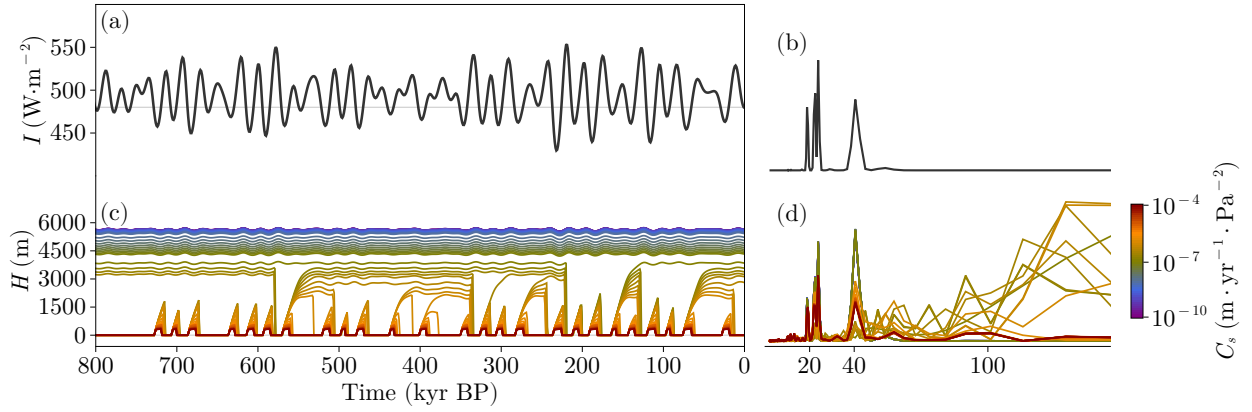 (a)
550
500
450
I (W·m⁻²)
(b)
(c)
6000
4500
3000
1500
0
H (m)
800 700 600 500 400 300 200 100 0
Time (kyr BP)
(d)
20 40 100
10⁻⁴
10⁻⁷
10⁻¹⁰
C_s (m · yr⁻¹ · Pa⁻²)